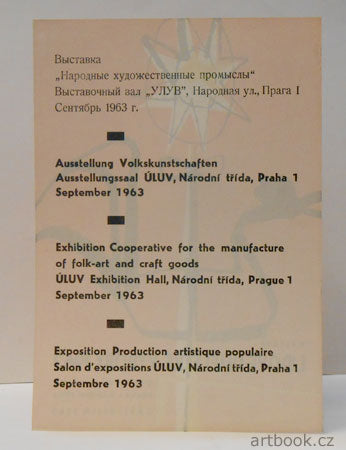 Выставка
„Народные художественные промыслы“
Выставочный зал „УЛУВ“, Народная ул., Прага I
Сентябрь 1963 г.
Ausstellung Volkskunstschaften
Ausstellungssaal ÚLUV, Národní třída, Praha 1
September 1963
Exhibition Cooperative for the manufacture
of folk-art and craft goods
ÚLUV Exhibition Hall, Národní třída, Prague 1
September 1963
Exposition Production artistique populaire
Salon d'expositions ÚLUV, Národní třída, Praha 1
Septembre 1963
artbook.cz